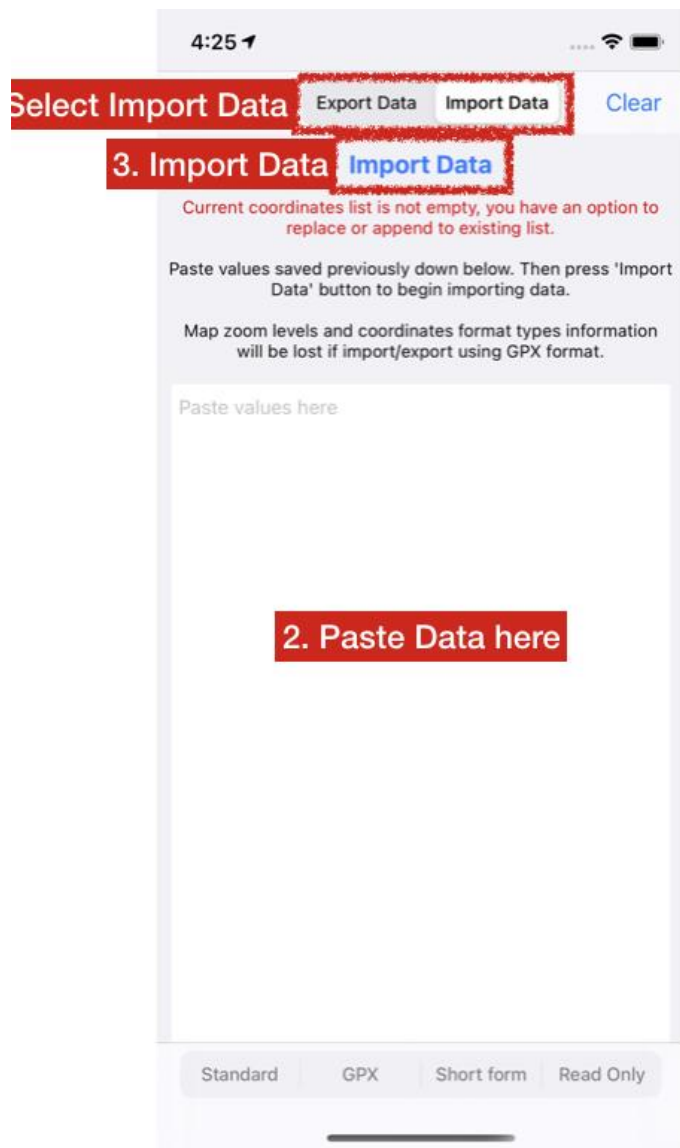 4:25
Select Import Data Export Data Import Data Clear
3. Import Data Import Data
Current coordinates list is not empty, you have an option to
replace or append to existing list.
Paste values saved previously down below. Then press 'Import
Data' button to begin importing data.
Map zoom levels and coordinates format types information
will be lost if import/export using GPX format.
Paste values here
2. Paste Data here
Standard GPX Short form Read Only